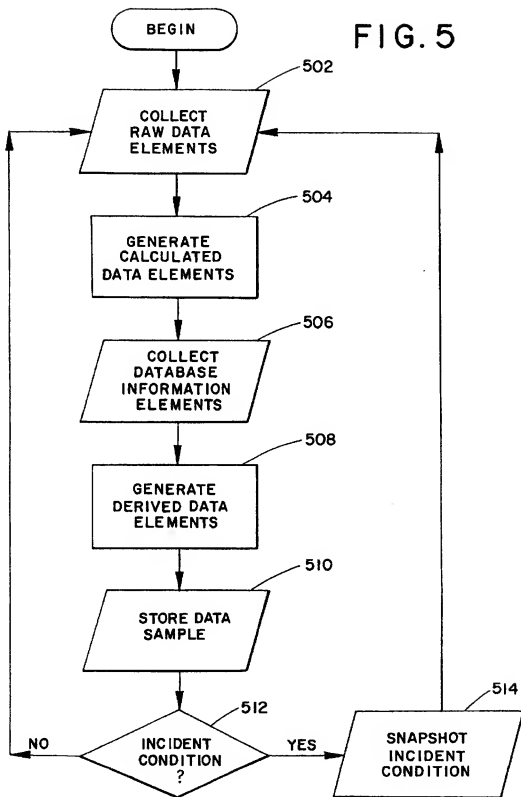 BEGIN
FIG. 5
502
COLLECT
RAW DATA
ELEMENTS
504
GENERATE
CALCULATED
DATA ELEMENTS
506
COLLECT
DATABASE
INFORMATION
ELEMENTS
508
GENERATE
DERIVED DATA
ELEMENTS
510
STORE DATA
SAMPLE
512
INCIDENT
CONDITION
?
NO
YES
514
SNAPSHOT
INCIDENT
CONDITION